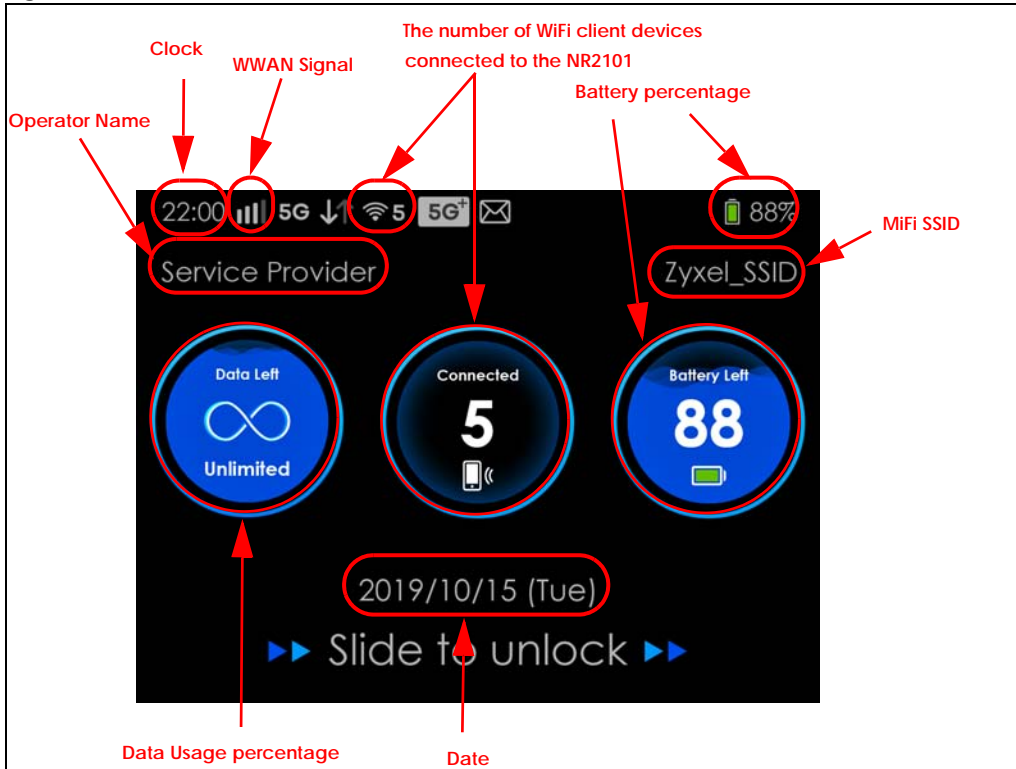 The number of WiFi client devices
connected to the NR2101
Clock
WWAN Signal
Battery percentage
Operator Name
22:00 5G 5 5G+ 88%
MiFi SSID
Service Provider Zyxel_SSID
Data Left
Unlimited
Connected
5
Battery Left
88
2019/10/15 (Tue)
Slide to unlock
Data Usage percentage
Date